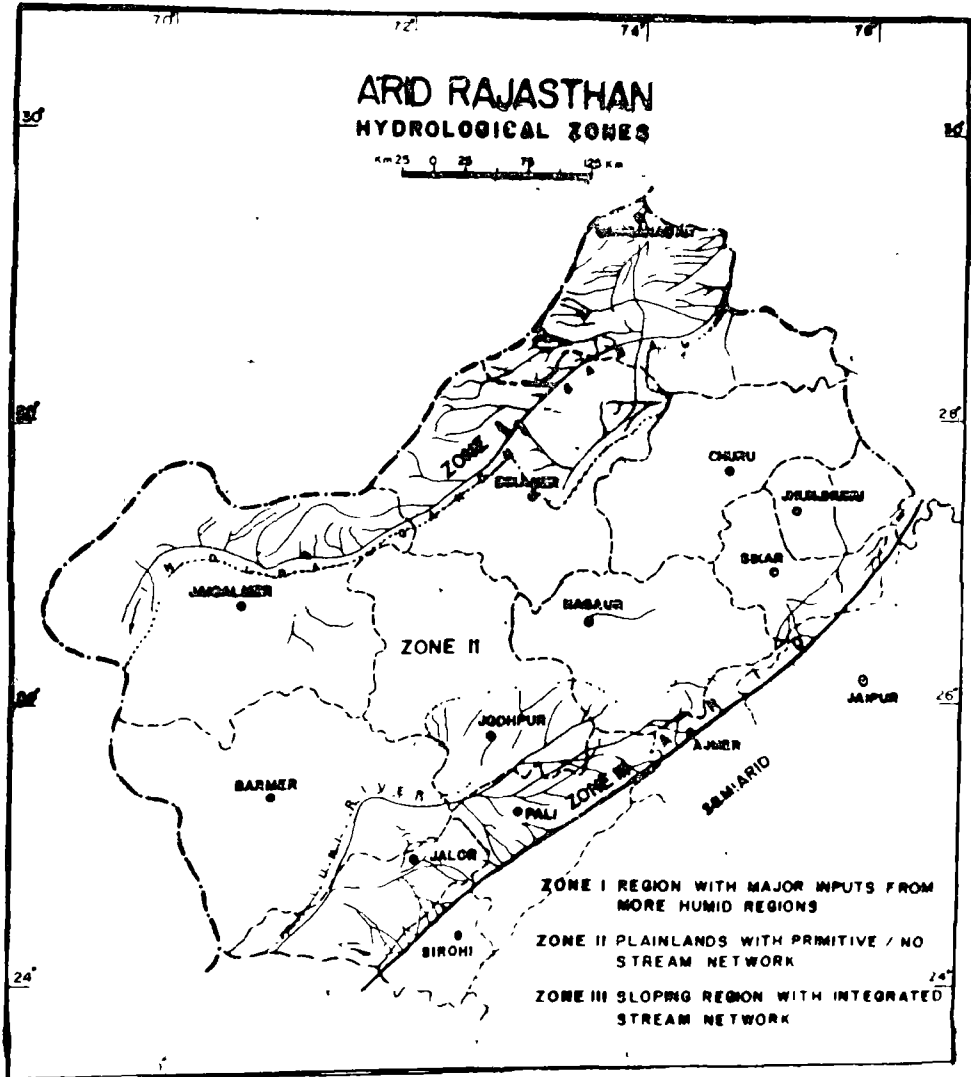 70°
72°
74°
76°
ARID RAJASTHAN
HYDROLOGICAL ZONES
Km 25 0 25 75 125 Km
30°
30°
28°
28°
ZONE I
CHURU
JHUNJHUNU
SIKAR
JAISALMER
NAGAUR
ZONE II
26°
26°
JAIPUR
JODHPUR
AJMER
BARMER
RIVER
LUNI
ZONE III
PALI
SEMI ARID
JALOR
SIROHI
ZONE I REGION WITH MAJOR INPUTS FROM
MORE HUMID REGIONS
ZONE II PLAINLANDS WITH PRIMITIVE / NO
STREAM NETWORK
ZONE III SLOPING REGION WITH INTEGRATED
STREAM NETWORK
24°
24°